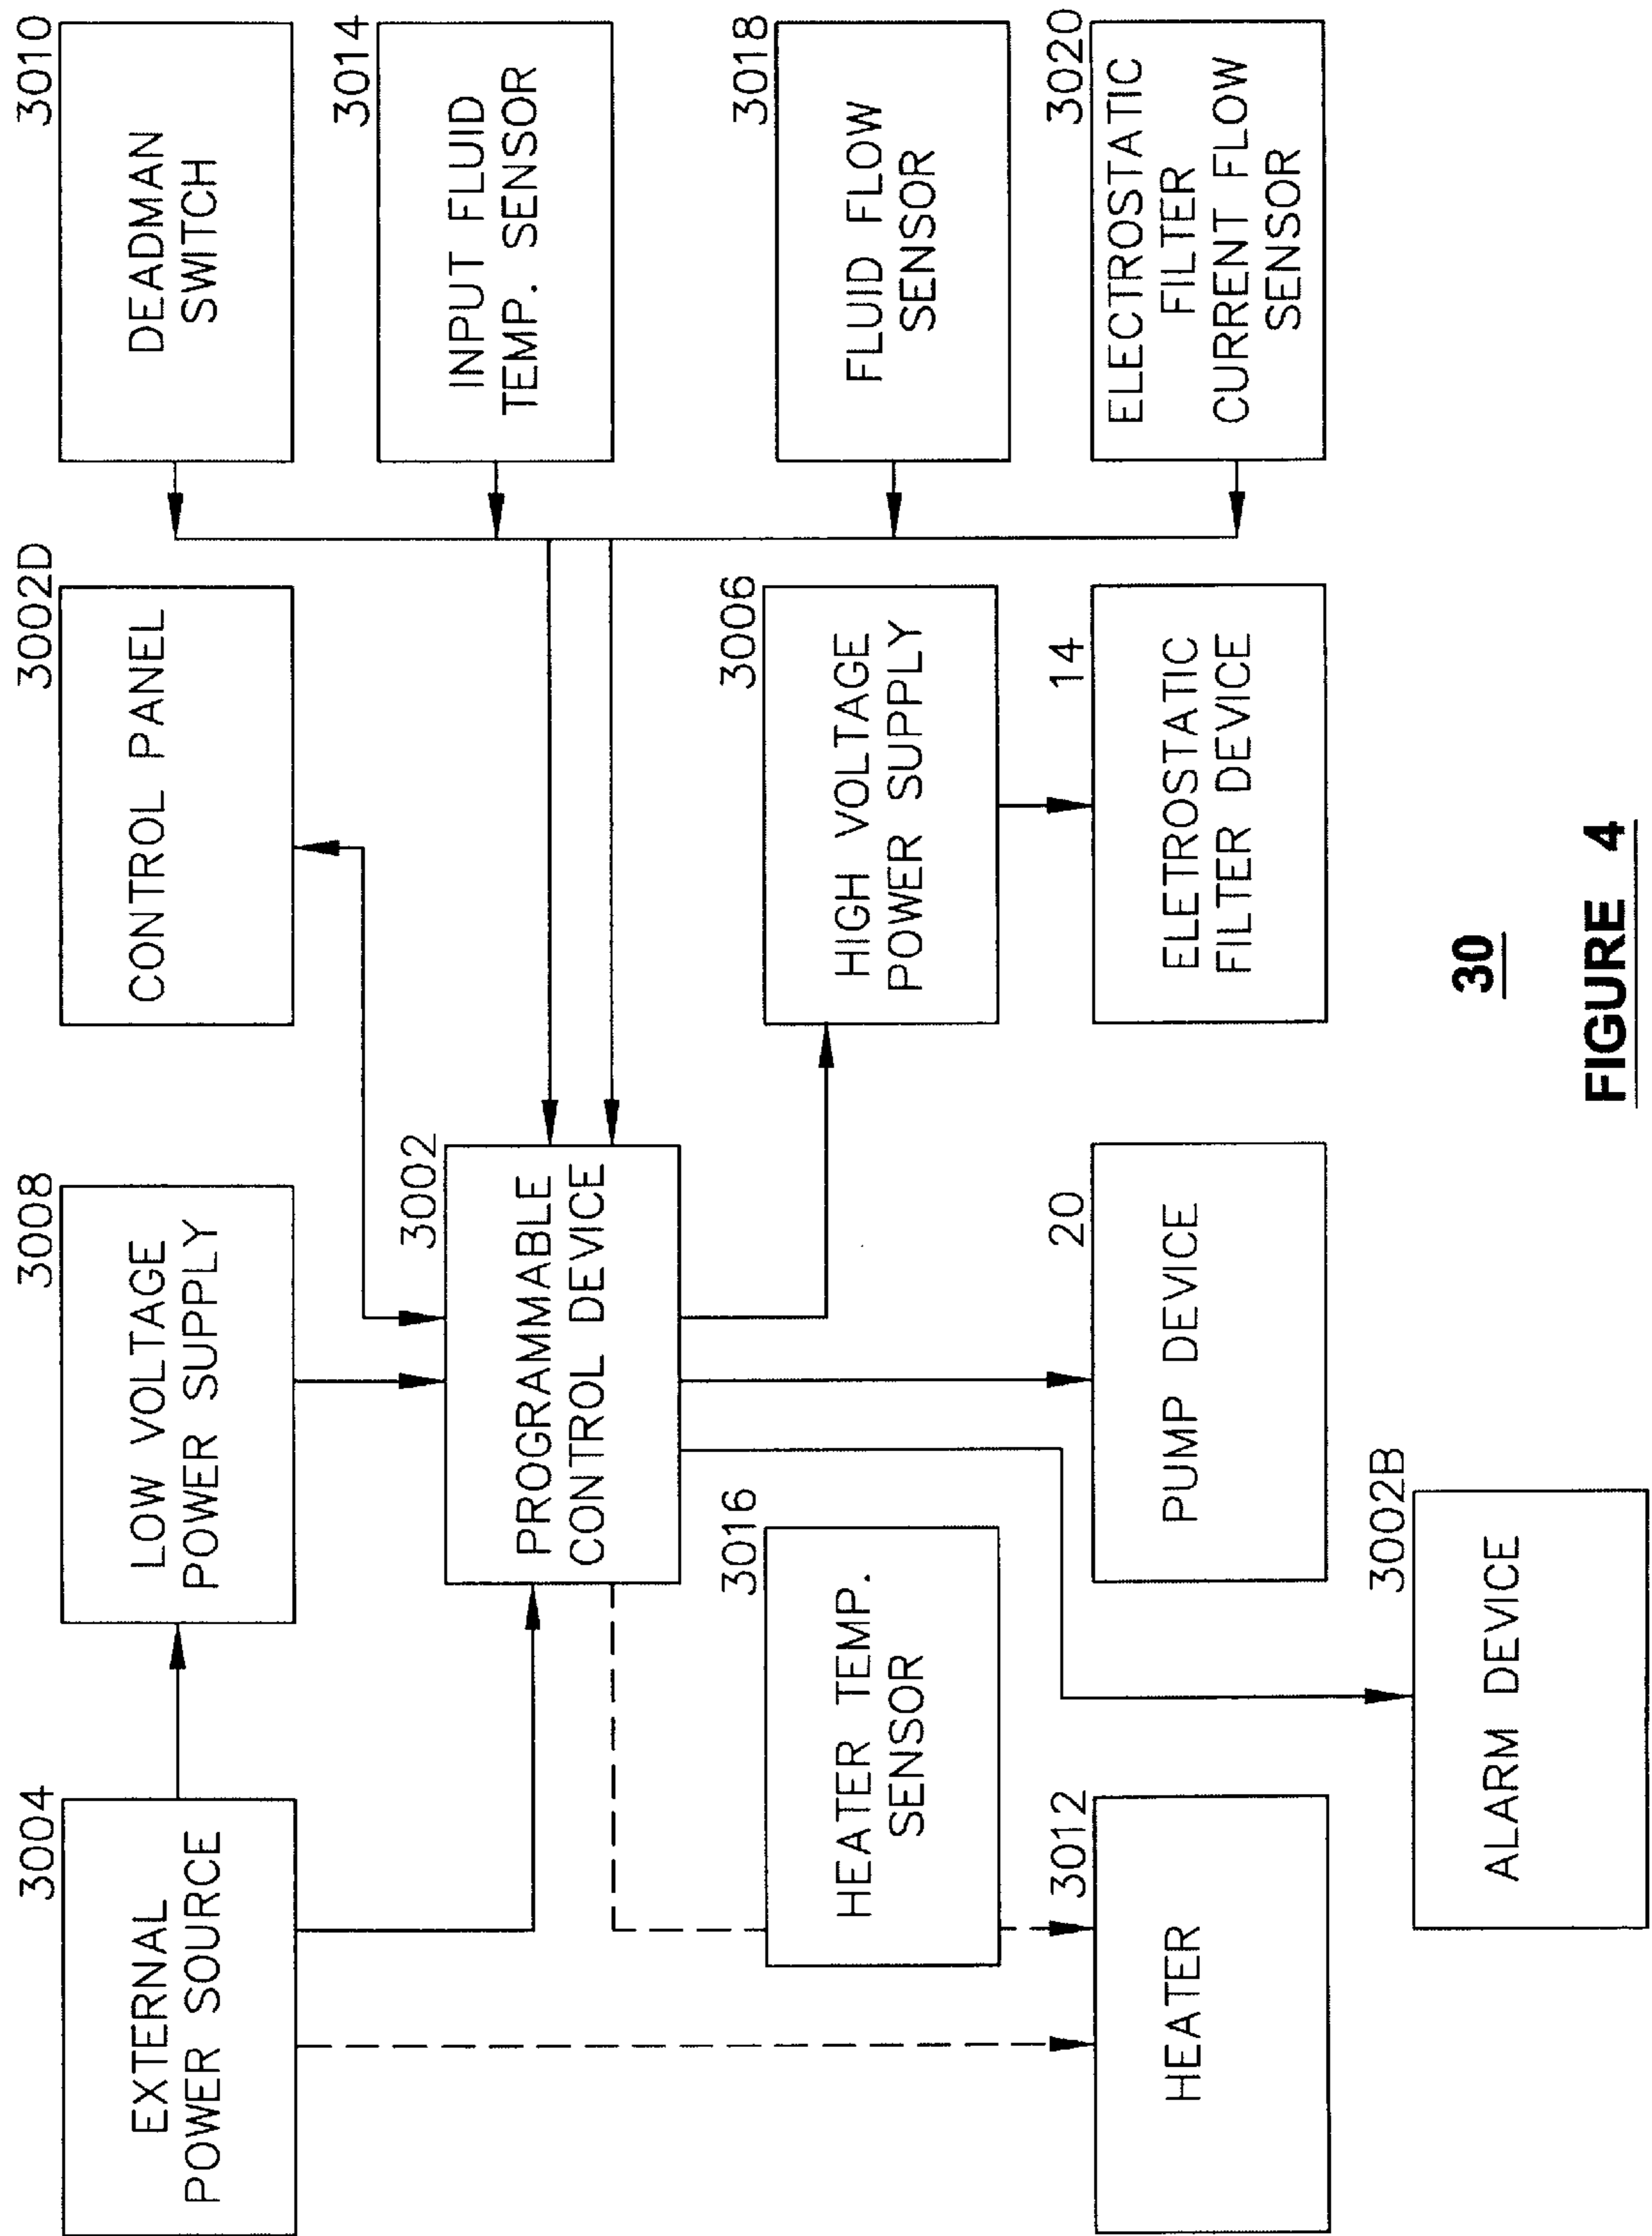 3004
EXTERNAL
POWER SOURCE
3008
LOW VOLTAGE
POWER SUPPLY
3002D
CONTROL PANEL
3010
DEADMAN
SWITCH
3002
PROGRAMMABLE
CONTROL DEVICE
3014
INPUT FLUID
TEMP. SENSOR
3016
HEATER TEMP.
SENSOR
3006
HIGH VOLTAGE
POWER SUPPLY
3018
FLUID FLOW
SENSOR
3012
HEATER
20
PUMP DEVICE
14
ELETROSTATIC
FILTER DEVICE
3020
ELECTROSTATIC
FILTER
CURRENT FLOW
SENSOR
3002B
ALARM DEVICE
30
FIGURE 4